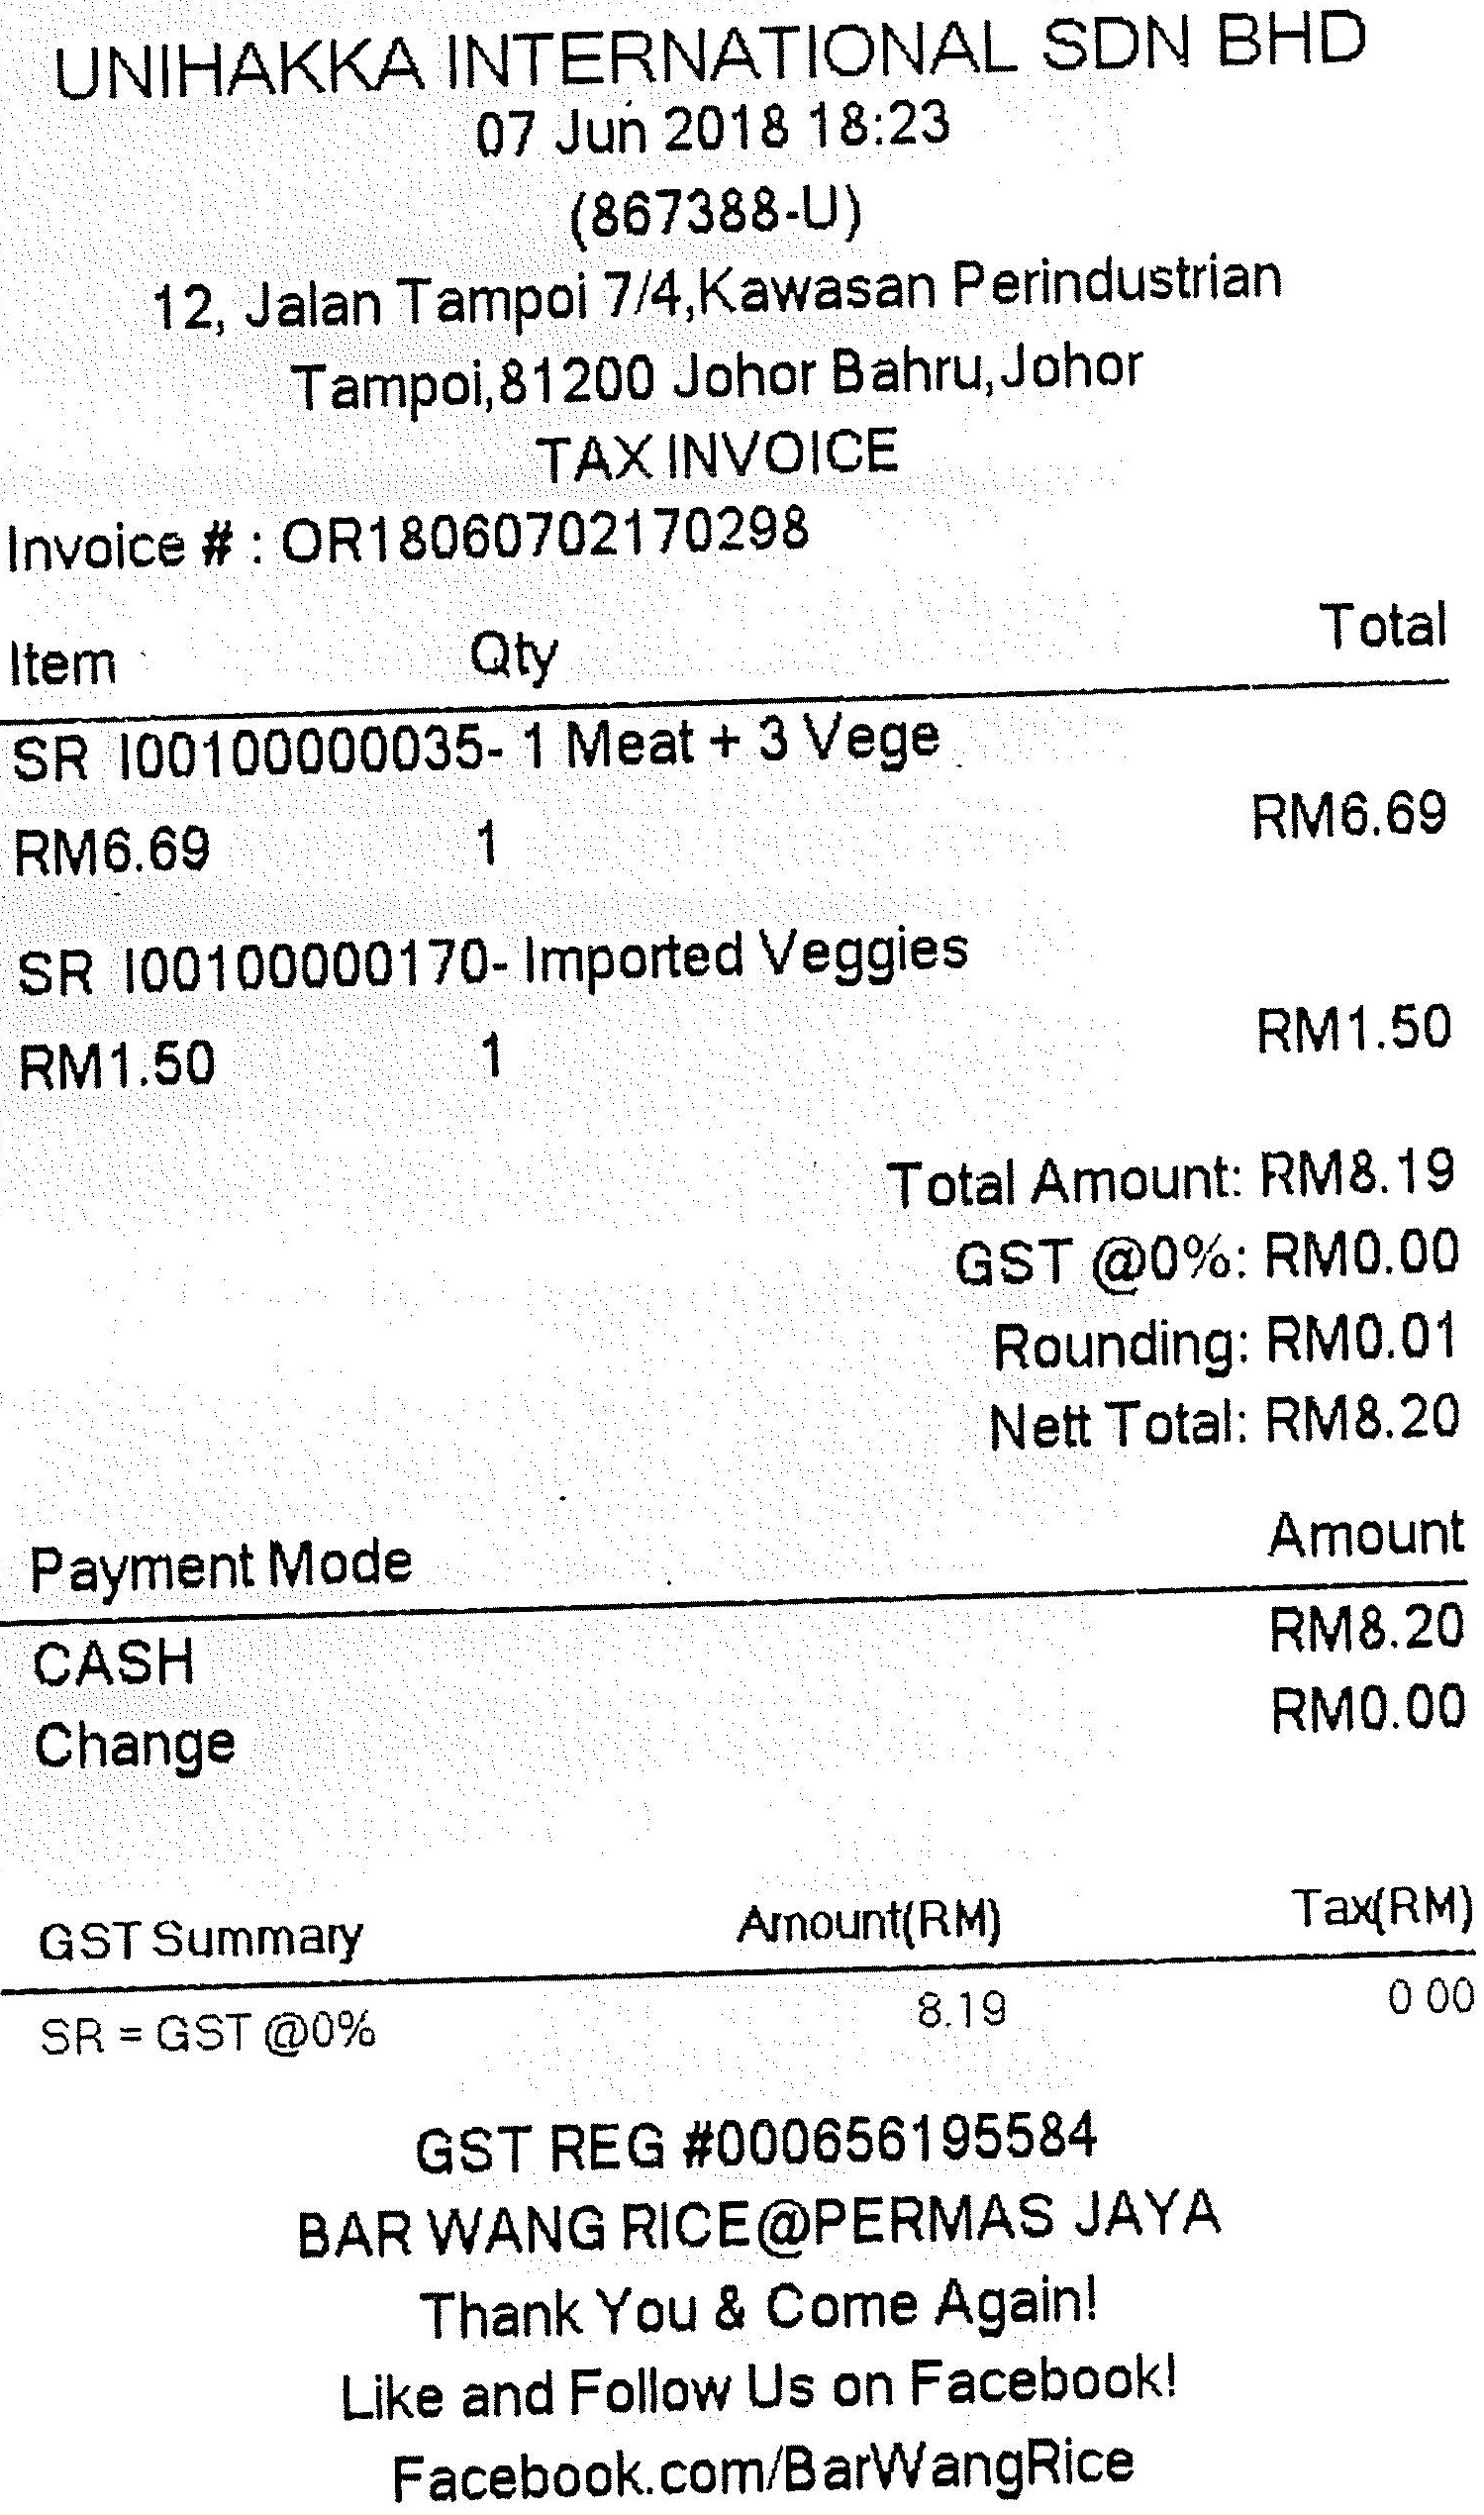 UNIHAKKA INTERNATIONAL SDN BHD
07 Jun 2018 18:23
(867388-U)
12, Jalan Tampoi 7/4,Kawasan Perindustrian
Tampoi,81200 Johor Bahru,Johor
TAX INVOICE
Invoice # : OR18060702170298
Item Qty Total
SR I00100000035- 1 Meat + 3 Vege
RM6.69 1 RM6.69
SR I00100000170- Imported Veggies
RM1.50 1 RM1.50
Total Amount: RM8.19
GST @0%: RM0.00
Rounding: RM0.01
Nett Total: RM8.20
Payment Mode Amount
CASH RM8.20
Change RM0.00
GST Summary Amount(RM) Tax(RM)
SR = GST @0% 8.19 0 00
GST REG #000656195584
BAR WANG RICE@PERMAS JAYA
Thank You & Come Again!
Like and Follow Us on Facebook!
Facebook.com/BarWangRice